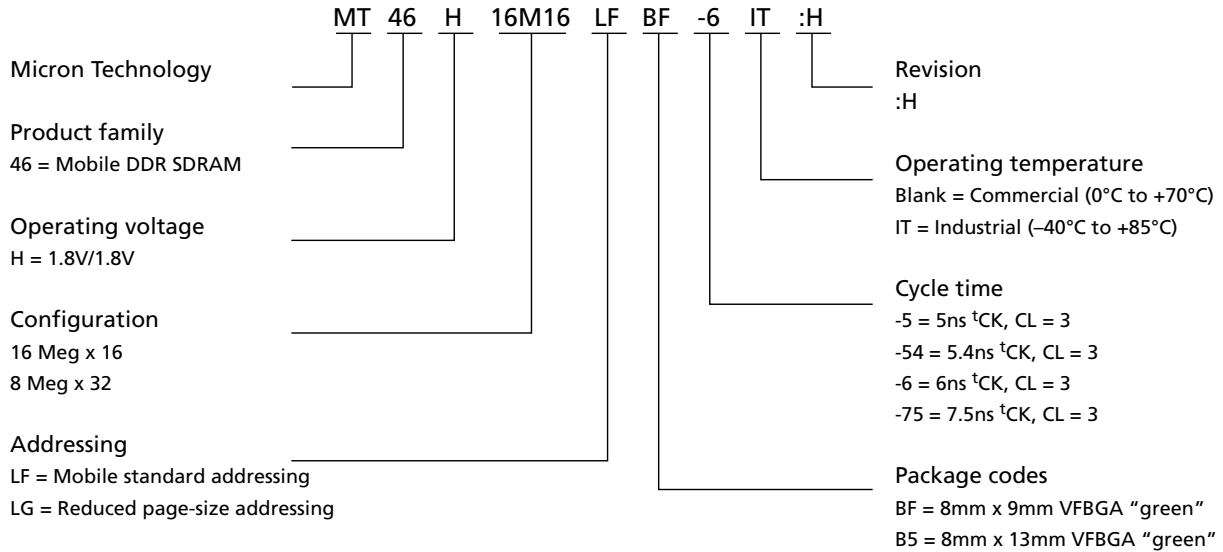 MT 46 H 16M16 LF BF -6 IT :H
Micron Technology
Product family
46 = Mobile DDR SDRAM
Operating voltage
H = 1.8V/1.8V
Configuration
16 Meg x 16
8 Meg x 32
Addressing
LF = Mobile standard addressing
LG = Reduced page-size addressing
Revision
:H
Operating temperature
Blank = Commercial (0°C to +70°C)
IT = Industrial (–40°C to +85°C)
Cycle time
-5 = 5ns ᵗCK, CL = 3
-54 = 5.4ns ᵗCK, CL = 3
-6 = 6ns ᵗCK, CL = 3
-75 = 7.5ns ᵗCK, CL = 3
Package codes
BF = 8mm x 9mm VFBGA “green”
B5 = 8mm x 13mm VFBGA “green”